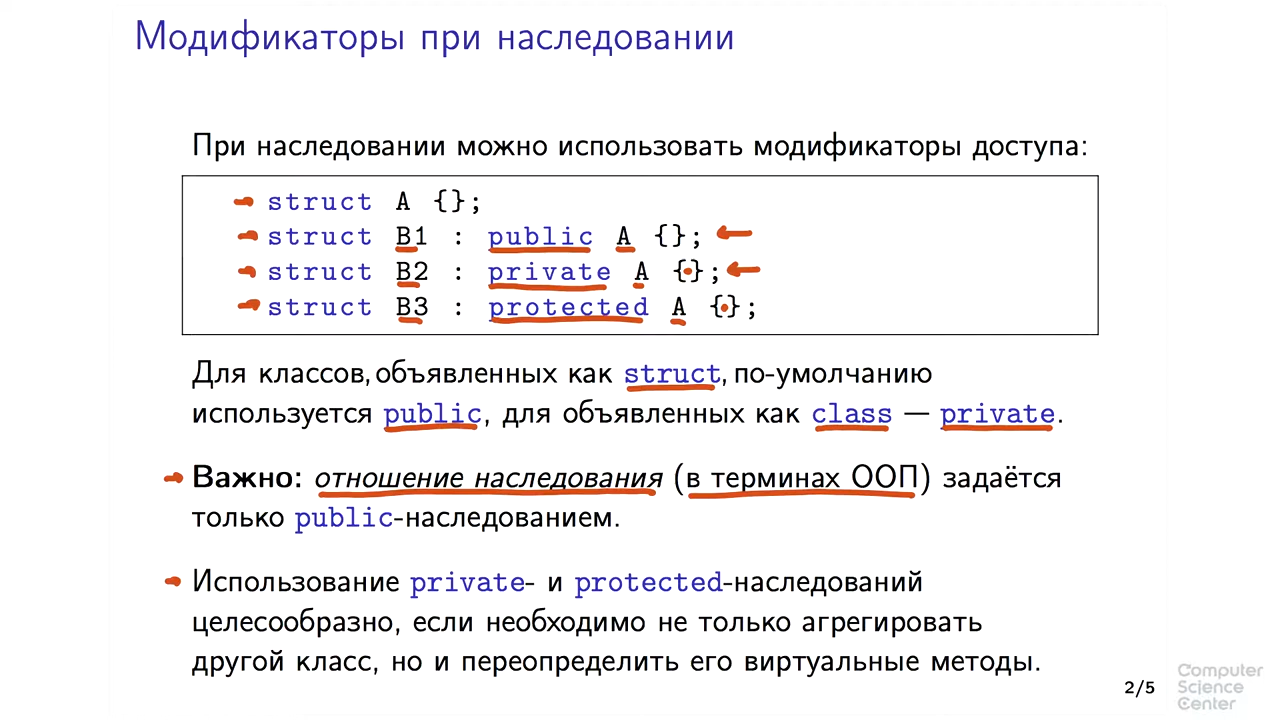 Модификаторы при наследовании
При наследовании можно использовать модификаторы доступа:
struct A {};
struct B1 : public A {};
struct B2 : private A {};
struct B3 : protected A {};
Для классов, объявленных как struct, по-умолчанию
используется public, для объявленных как class — private.
Важно: отношение наследования (в терминах ООП) задаётся
только public-наследованием.
Использование private- и protected-наследований
целесообразно, если необходимо не только агрегировать
другой класс, но и переопределить его виртуальные методы.
2/5
Computer
Science
Center